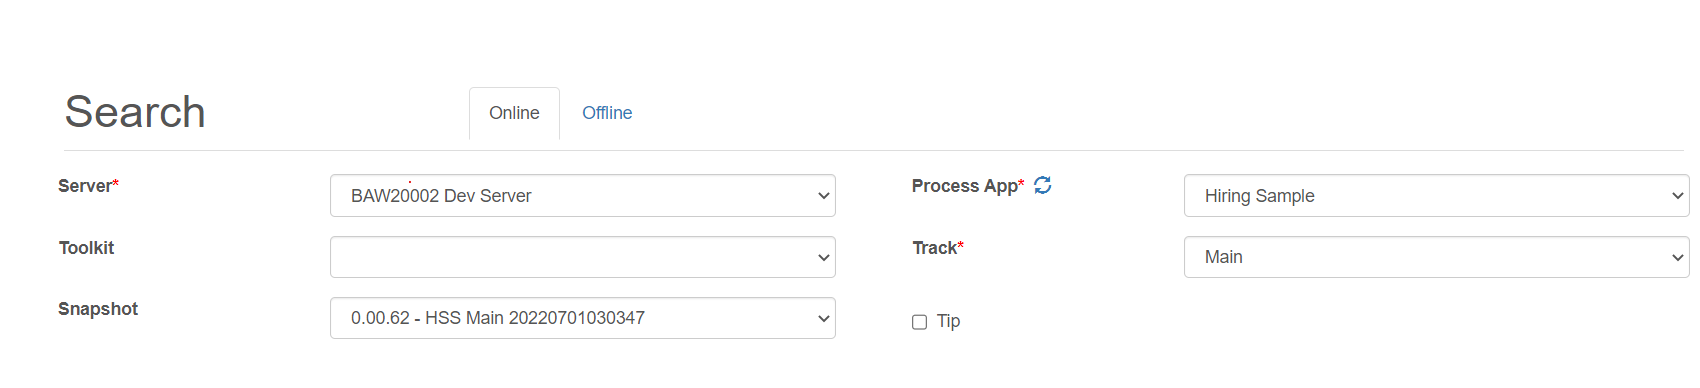 Search
Online
Offline
Server*
BAW20002 Dev Server
Process App*
Hiring Sample
Toolkit
Track*
Main
Snapshot
0.00.62 - HSS Main 20220701030347
Tip